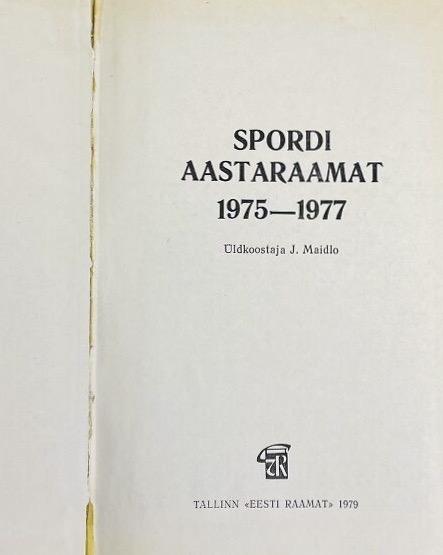 SPORDI
AASTARAAMAT
1975—1977
Üldkoostaja J. Maidlo
TALLINN «EESTI RAAMAT» 1979